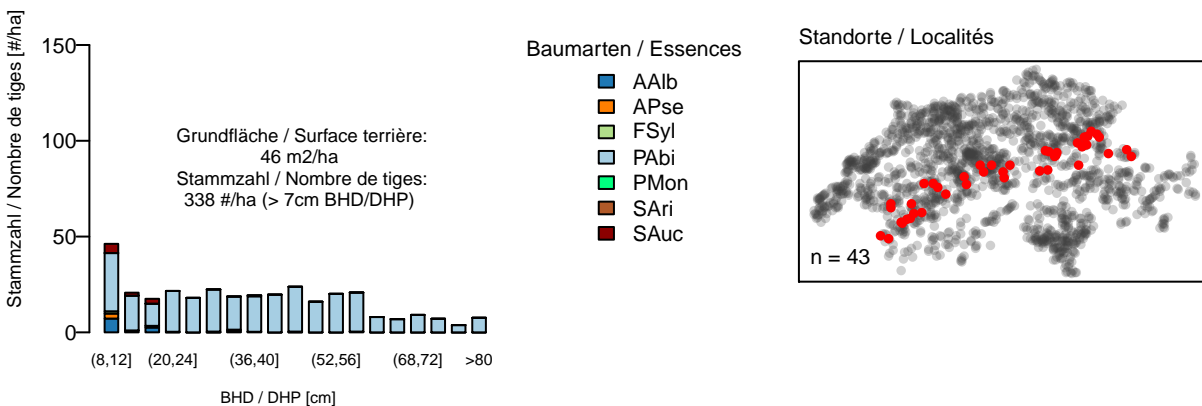 Stammzahl / Nombre de tiges [#/ha]
150
100
50
0
Grundfläche / Surface terrière:
46 m2/ha
Stammzahl / Nombre de tiges:
338 #/ha (> 7cm BHD/DHP)
(8,12]
(20,24]
(36,40]
(52,56]
(68,72]
>80
BHD / DHP [cm]
Baumarten / Essences
AAlb
APse
FSyl
PAbi
PMon
SAri
SAuc
Standorte / Localités
n = 43